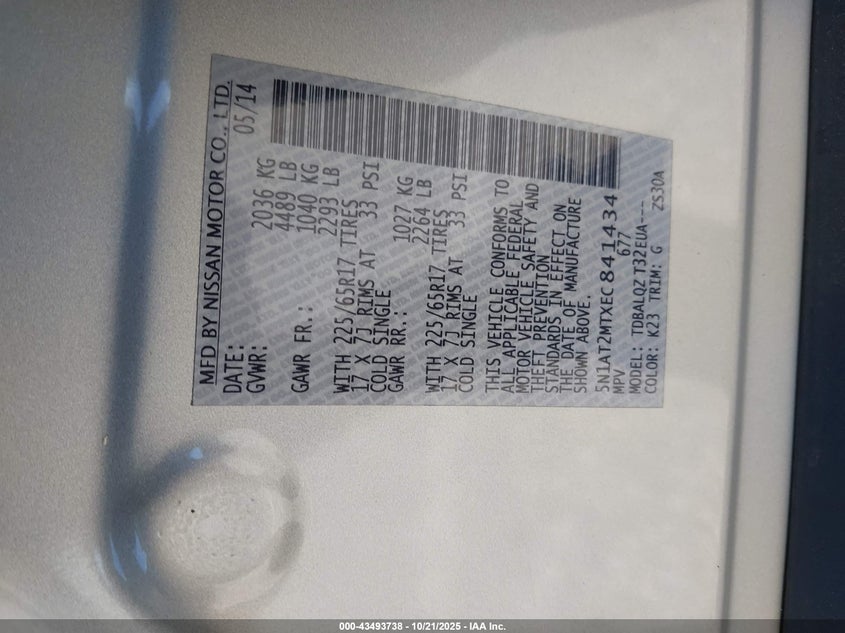 MFD BY NISSAN MOTOR CO., LTD.
DATE: 05/14
GVWR: 2036 KG
4489 LB
GAWR FR.: 1040 KG
2293 LB
WITH 225/65R17 TIRES
17 X 7J RIMS AT 33 PSI
COLD SINGLE
GAWR RR.: 1027 KG
2264 LB
WITH 225/65R17 TIRES
17 X 7J RIMS AT 33 PSI
COLD SINGLE
THIS VEHICLE CONFORMS TO
ALL APPLICABLE FEDERAL
MOTOR VEHICLE SAFETY AND
THEFT PREVENTION
STANDARDS IN EFFECT ON
THE DATE OF MANUFACTURE
SHOWN ABOVE.
5N1AT2MTXEC841434
MPV 677
MODEL: TDBALQZ T32EUA----
COLOR: K23 TRIM: G ZS30A
000-43493738 - 10/21/2025 - IAA Inc.